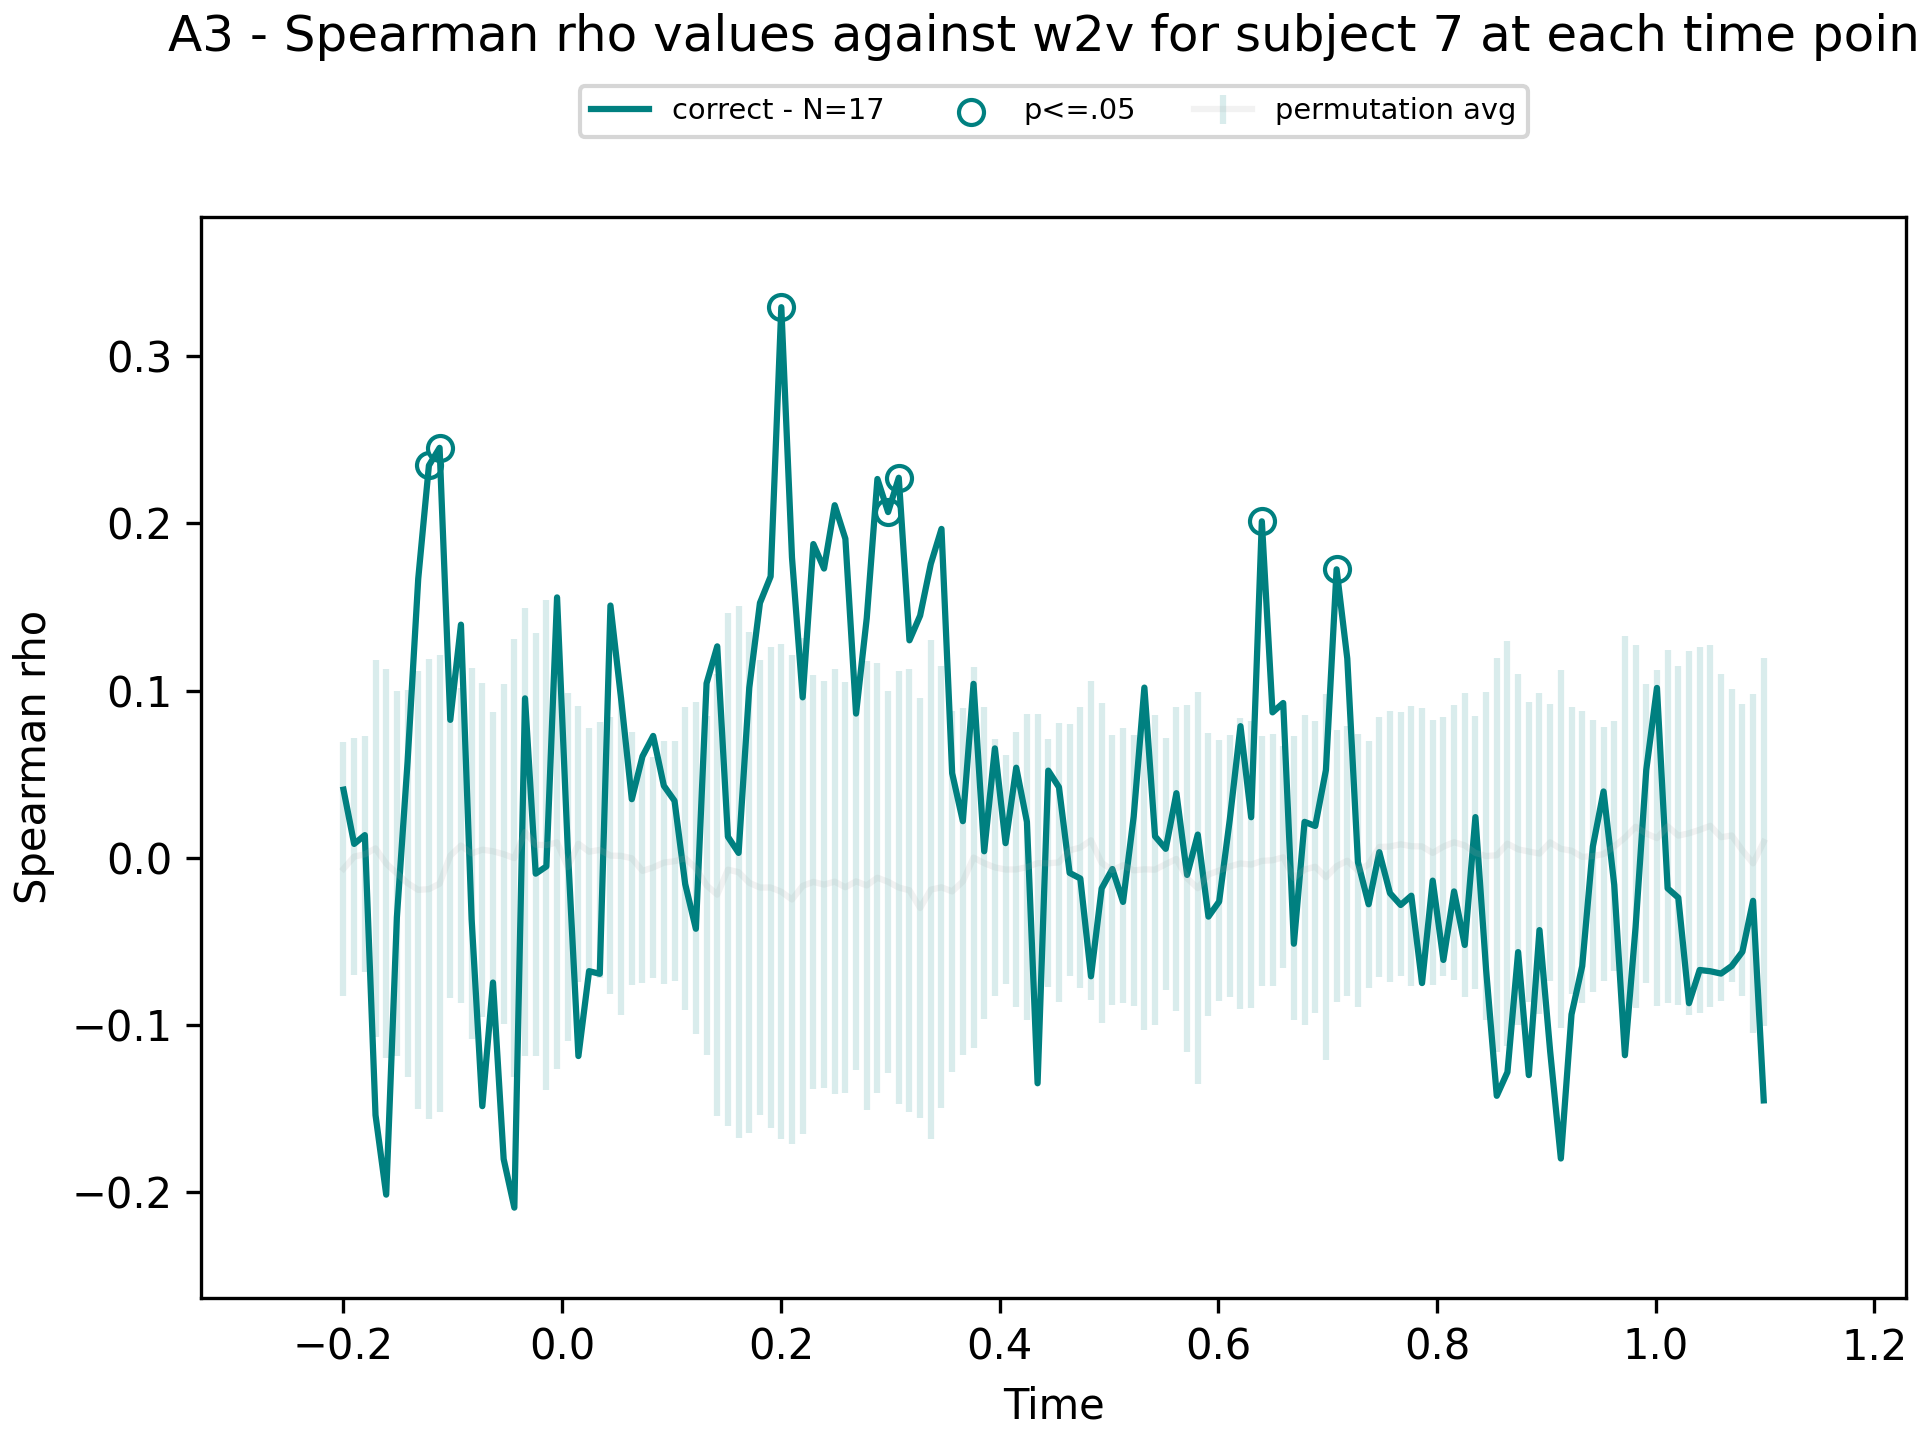 A3 - Spearman rho values against w2v for subject 7 at each time poin
correct - N=17 p<=.05 permutation avg
Spearman rho
0.3
0.2
0.1
0.0
−0.1
−0.2
−0.2 0.0 0.2 0.4 0.6 0.8 1.0 1.2
Time